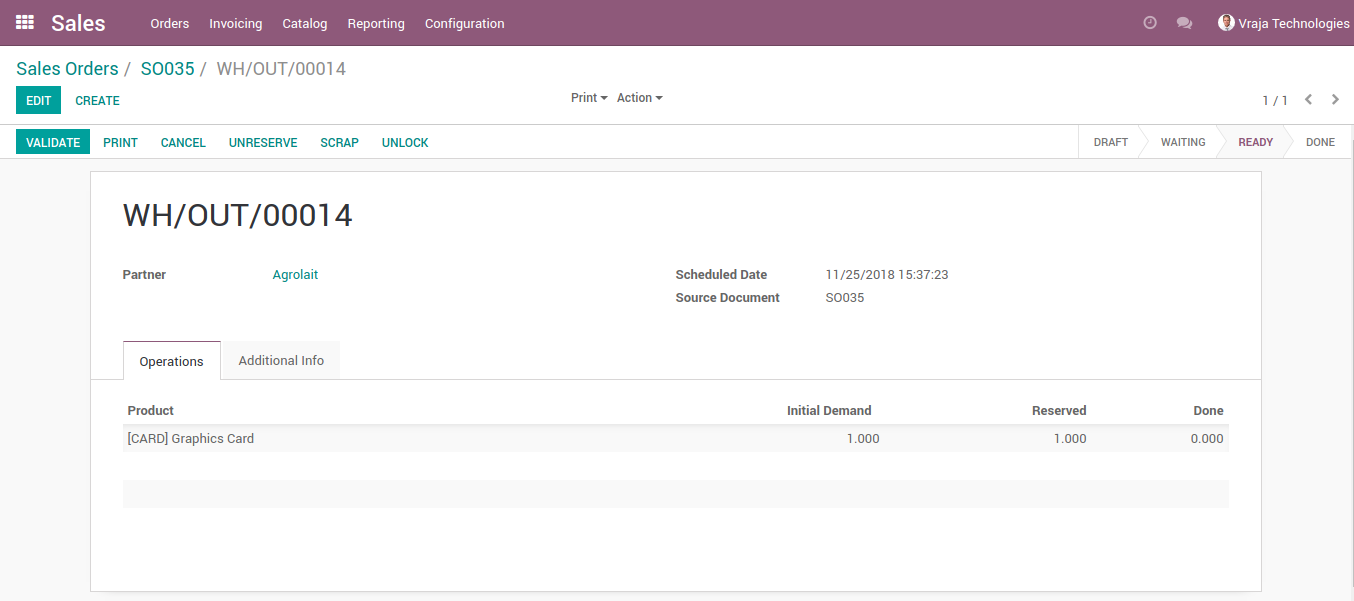 Sales Orders Invoicing Catalog Reporting Configuration Vraja Technologies
Sales Orders / SO035 / WH/OUT/00014
EDIT CREATE Print Action 1 / 1
VALIDATE PRINT CANCEL UNRESERVE SCRAP UNLOCK DRAFT WAITING READY DONE
WH/OUT/00014
Partner Agrolait Scheduled Date 11/25/2018 15:37:23
Source Document SO035
Operations Additional Info
Product Initial Demand Reserved Done
[CARD] Graphics Card 1.000 1.000 0.000